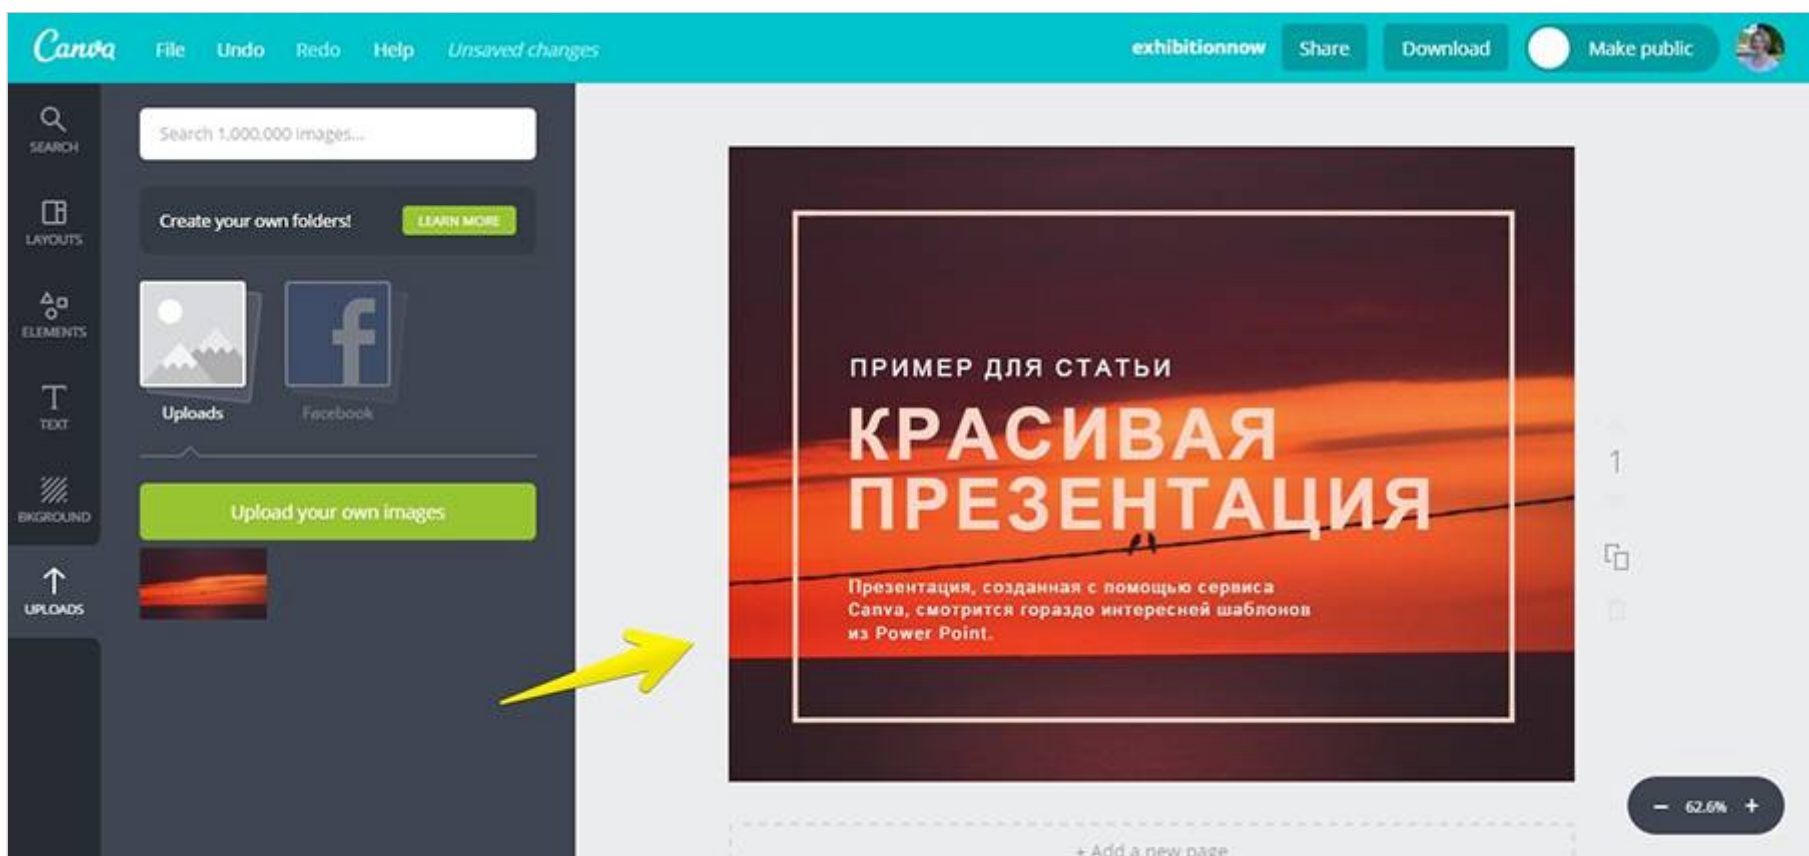 Canva File Undo Redo Help Unsaved changes exhibitionnow Share Download Make public
SEARCH
Search 1,000,000 images...
LAYOUTS
Create your own folders! LEARN MORE
ELEMENTS
TEXT
Uploads Facebook
BKGROUND
Upload your own images
UPLOADS
ПРИМЕР ДЛЯ СТАТЬИ
КРАСИВАЯ
ПРЕЗЕНТАЦИЯ
Презентация, созданная с помощью сервиса
Canva, смотрится гораздо интересней шаблонов
из Power Point.
1
− 62.6% +
+ Add a new page